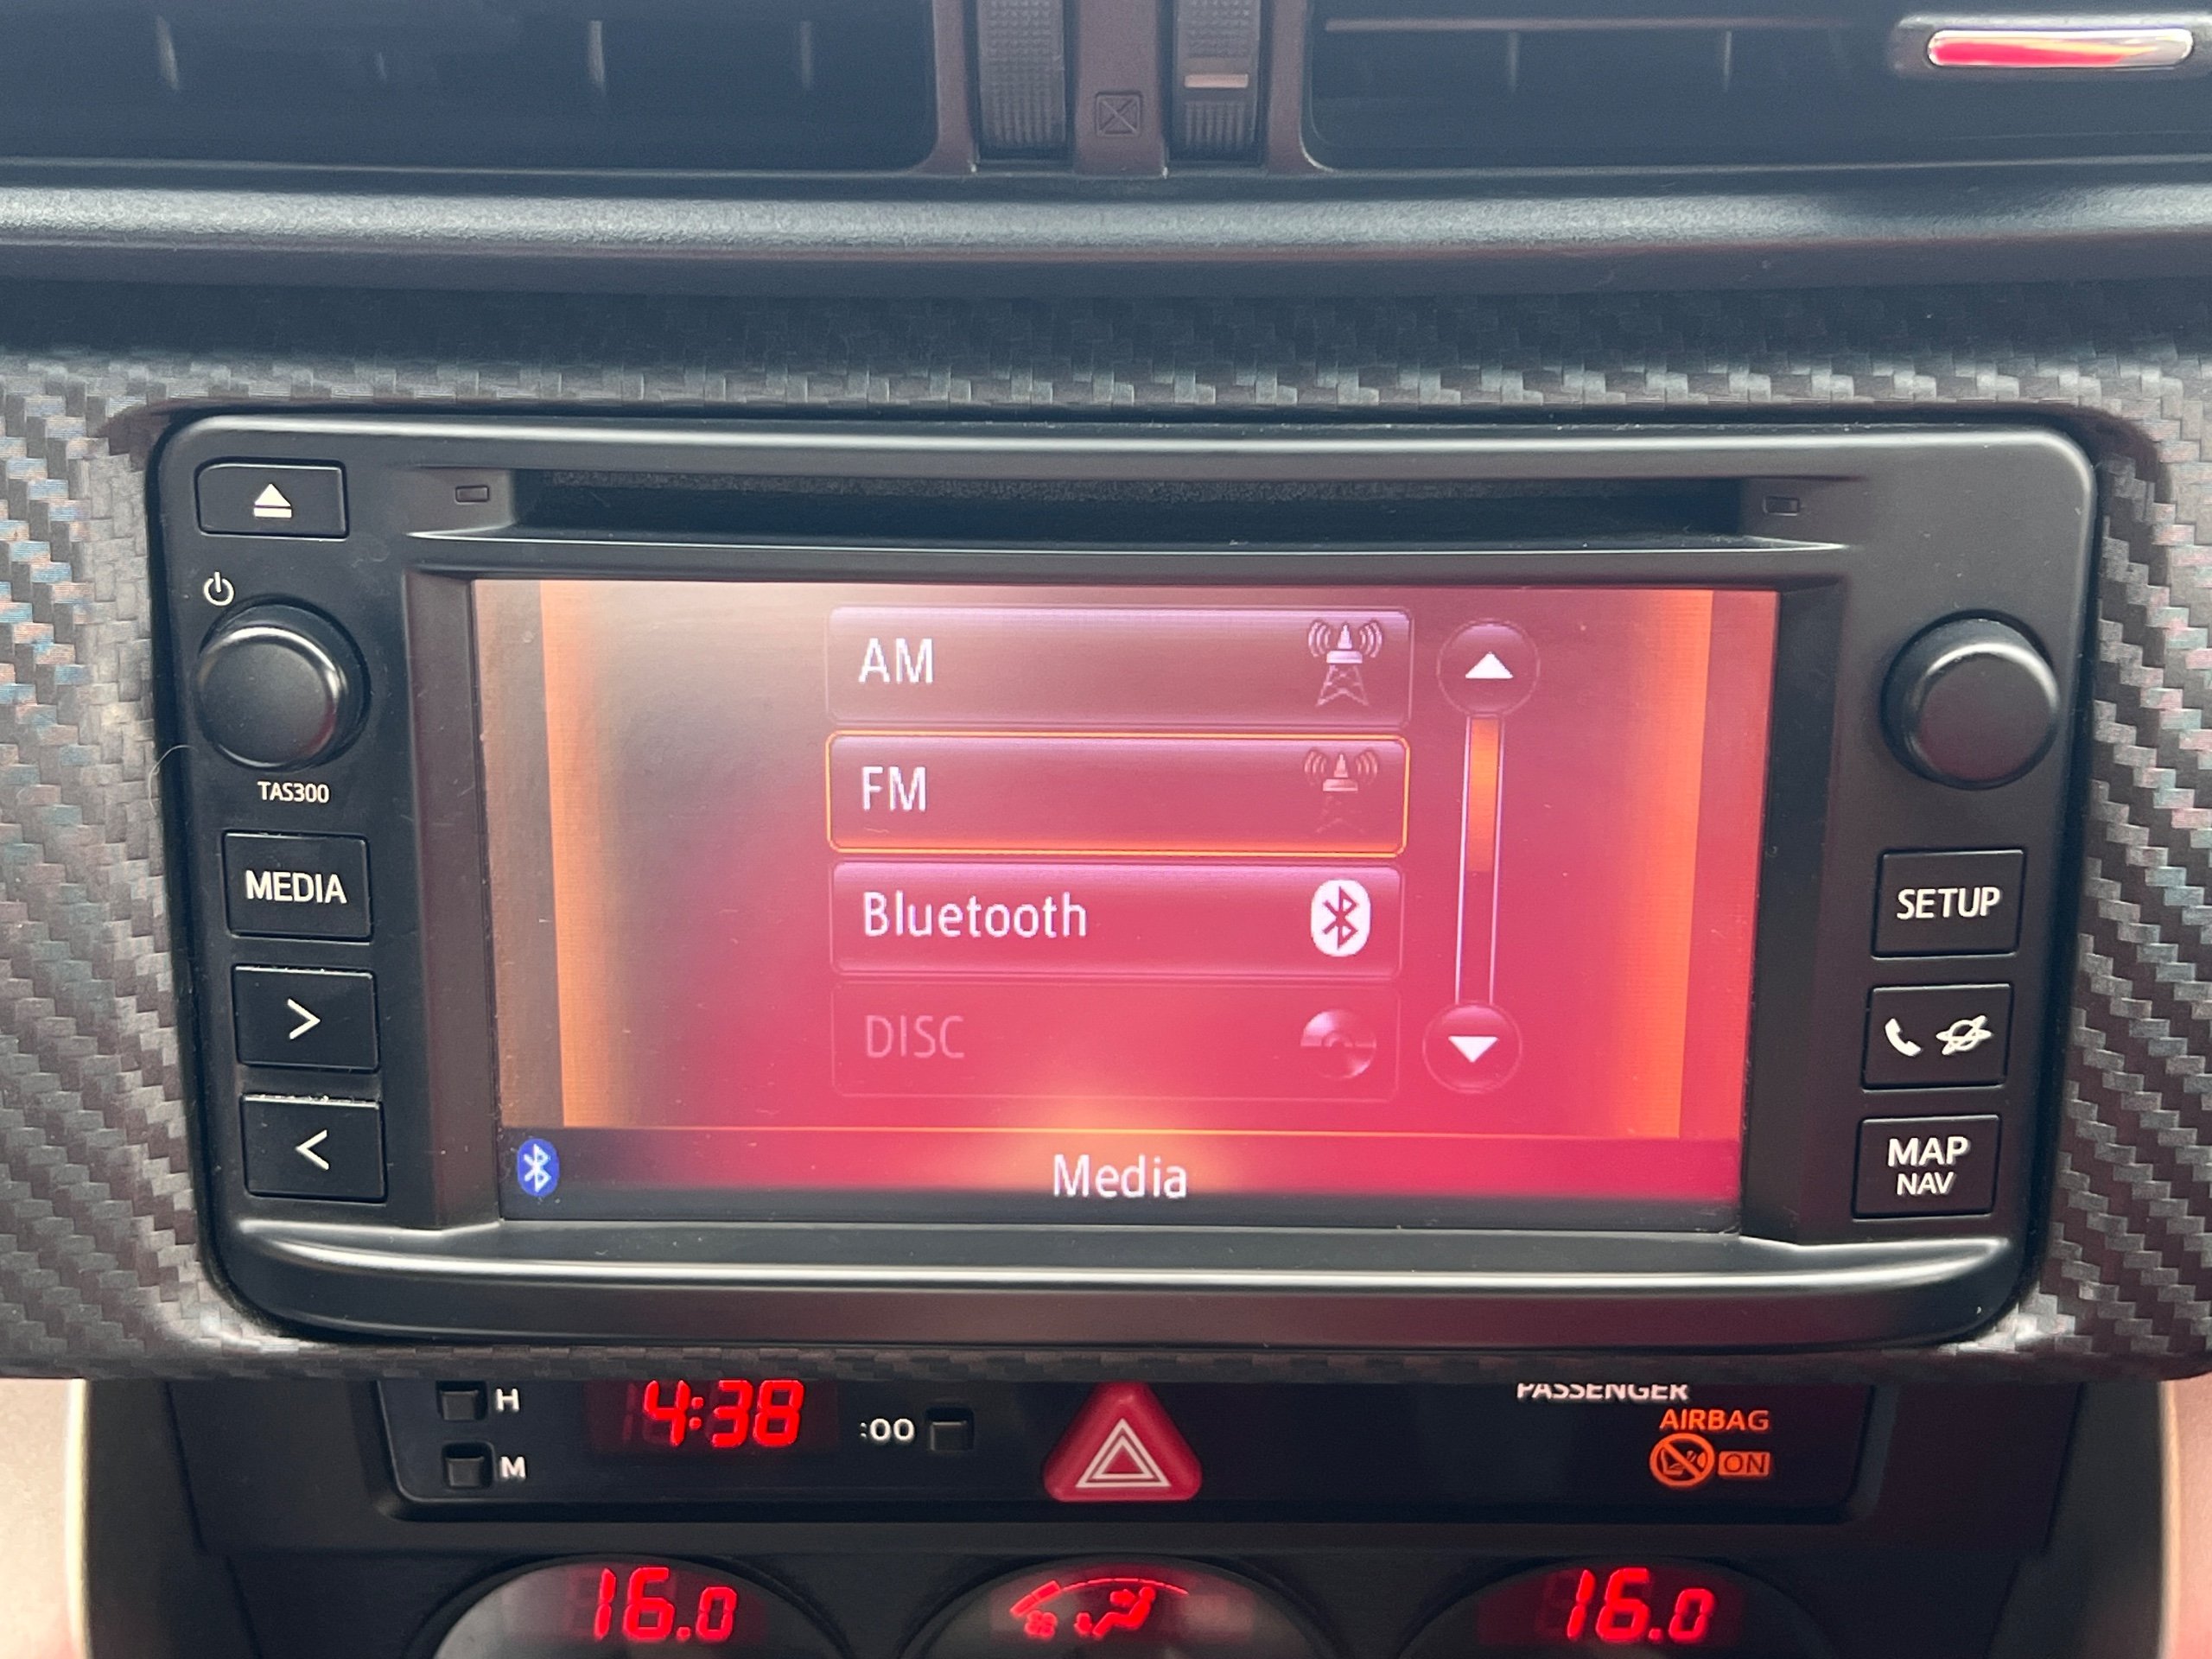 AM
FM
Bluetooth
DISC
Media
TAS300
MEDIA
>
<
SETUP
MAP
NAV
H
4:38
:00
M
PASSENGER
AIRBAG
ON
16.0
16.0